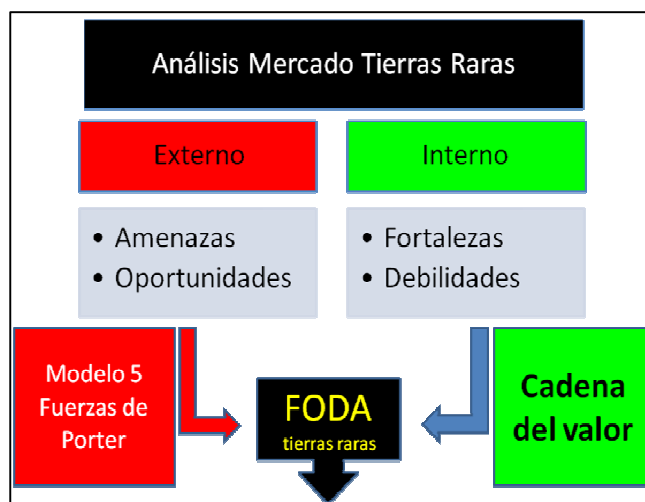 Análisis Mercado Tierras Raras
Externo
Interno
• Amenazas
• Oportunidades
• Fortalezas
• Debilidades
Modelo 5
Fuerzas de
Porter
FODA
tierras raras
Cadena
del valor